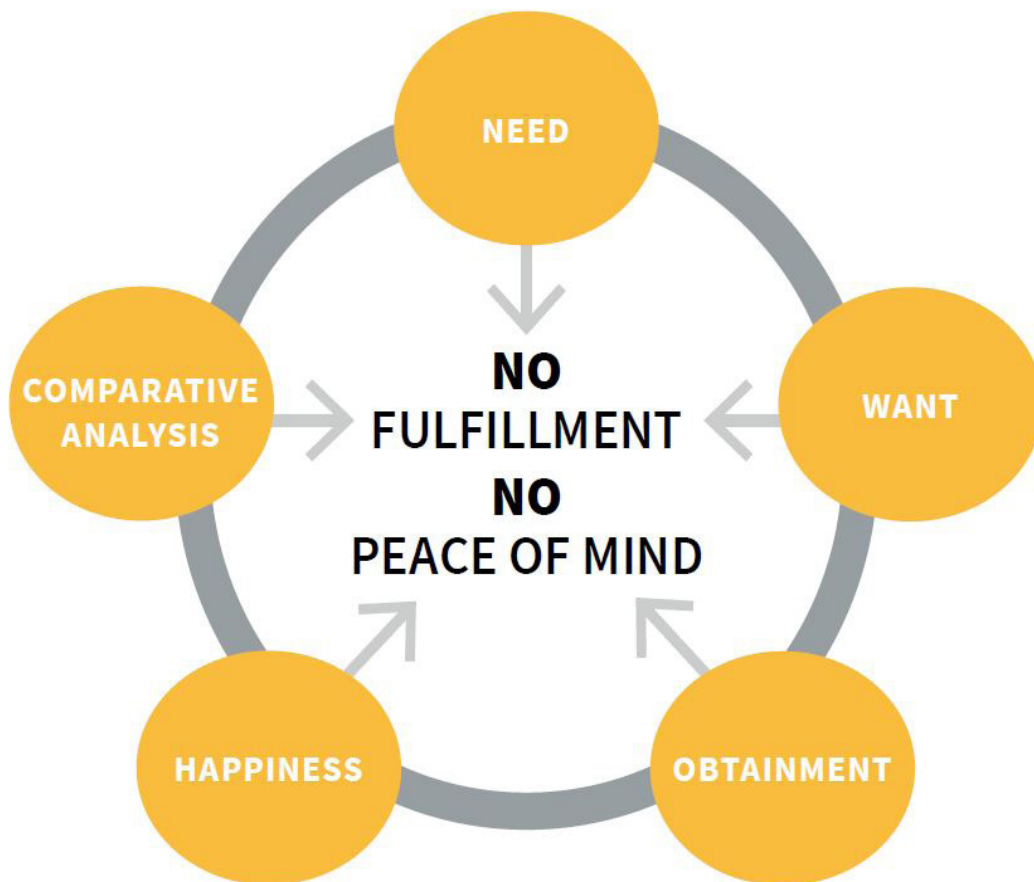 NEED
COMPARATIVE
ANALYSIS
NO
FULFILLMENT
NO
PEACE OF MIND
WANT
HAPPINESS
OBTAINMENT